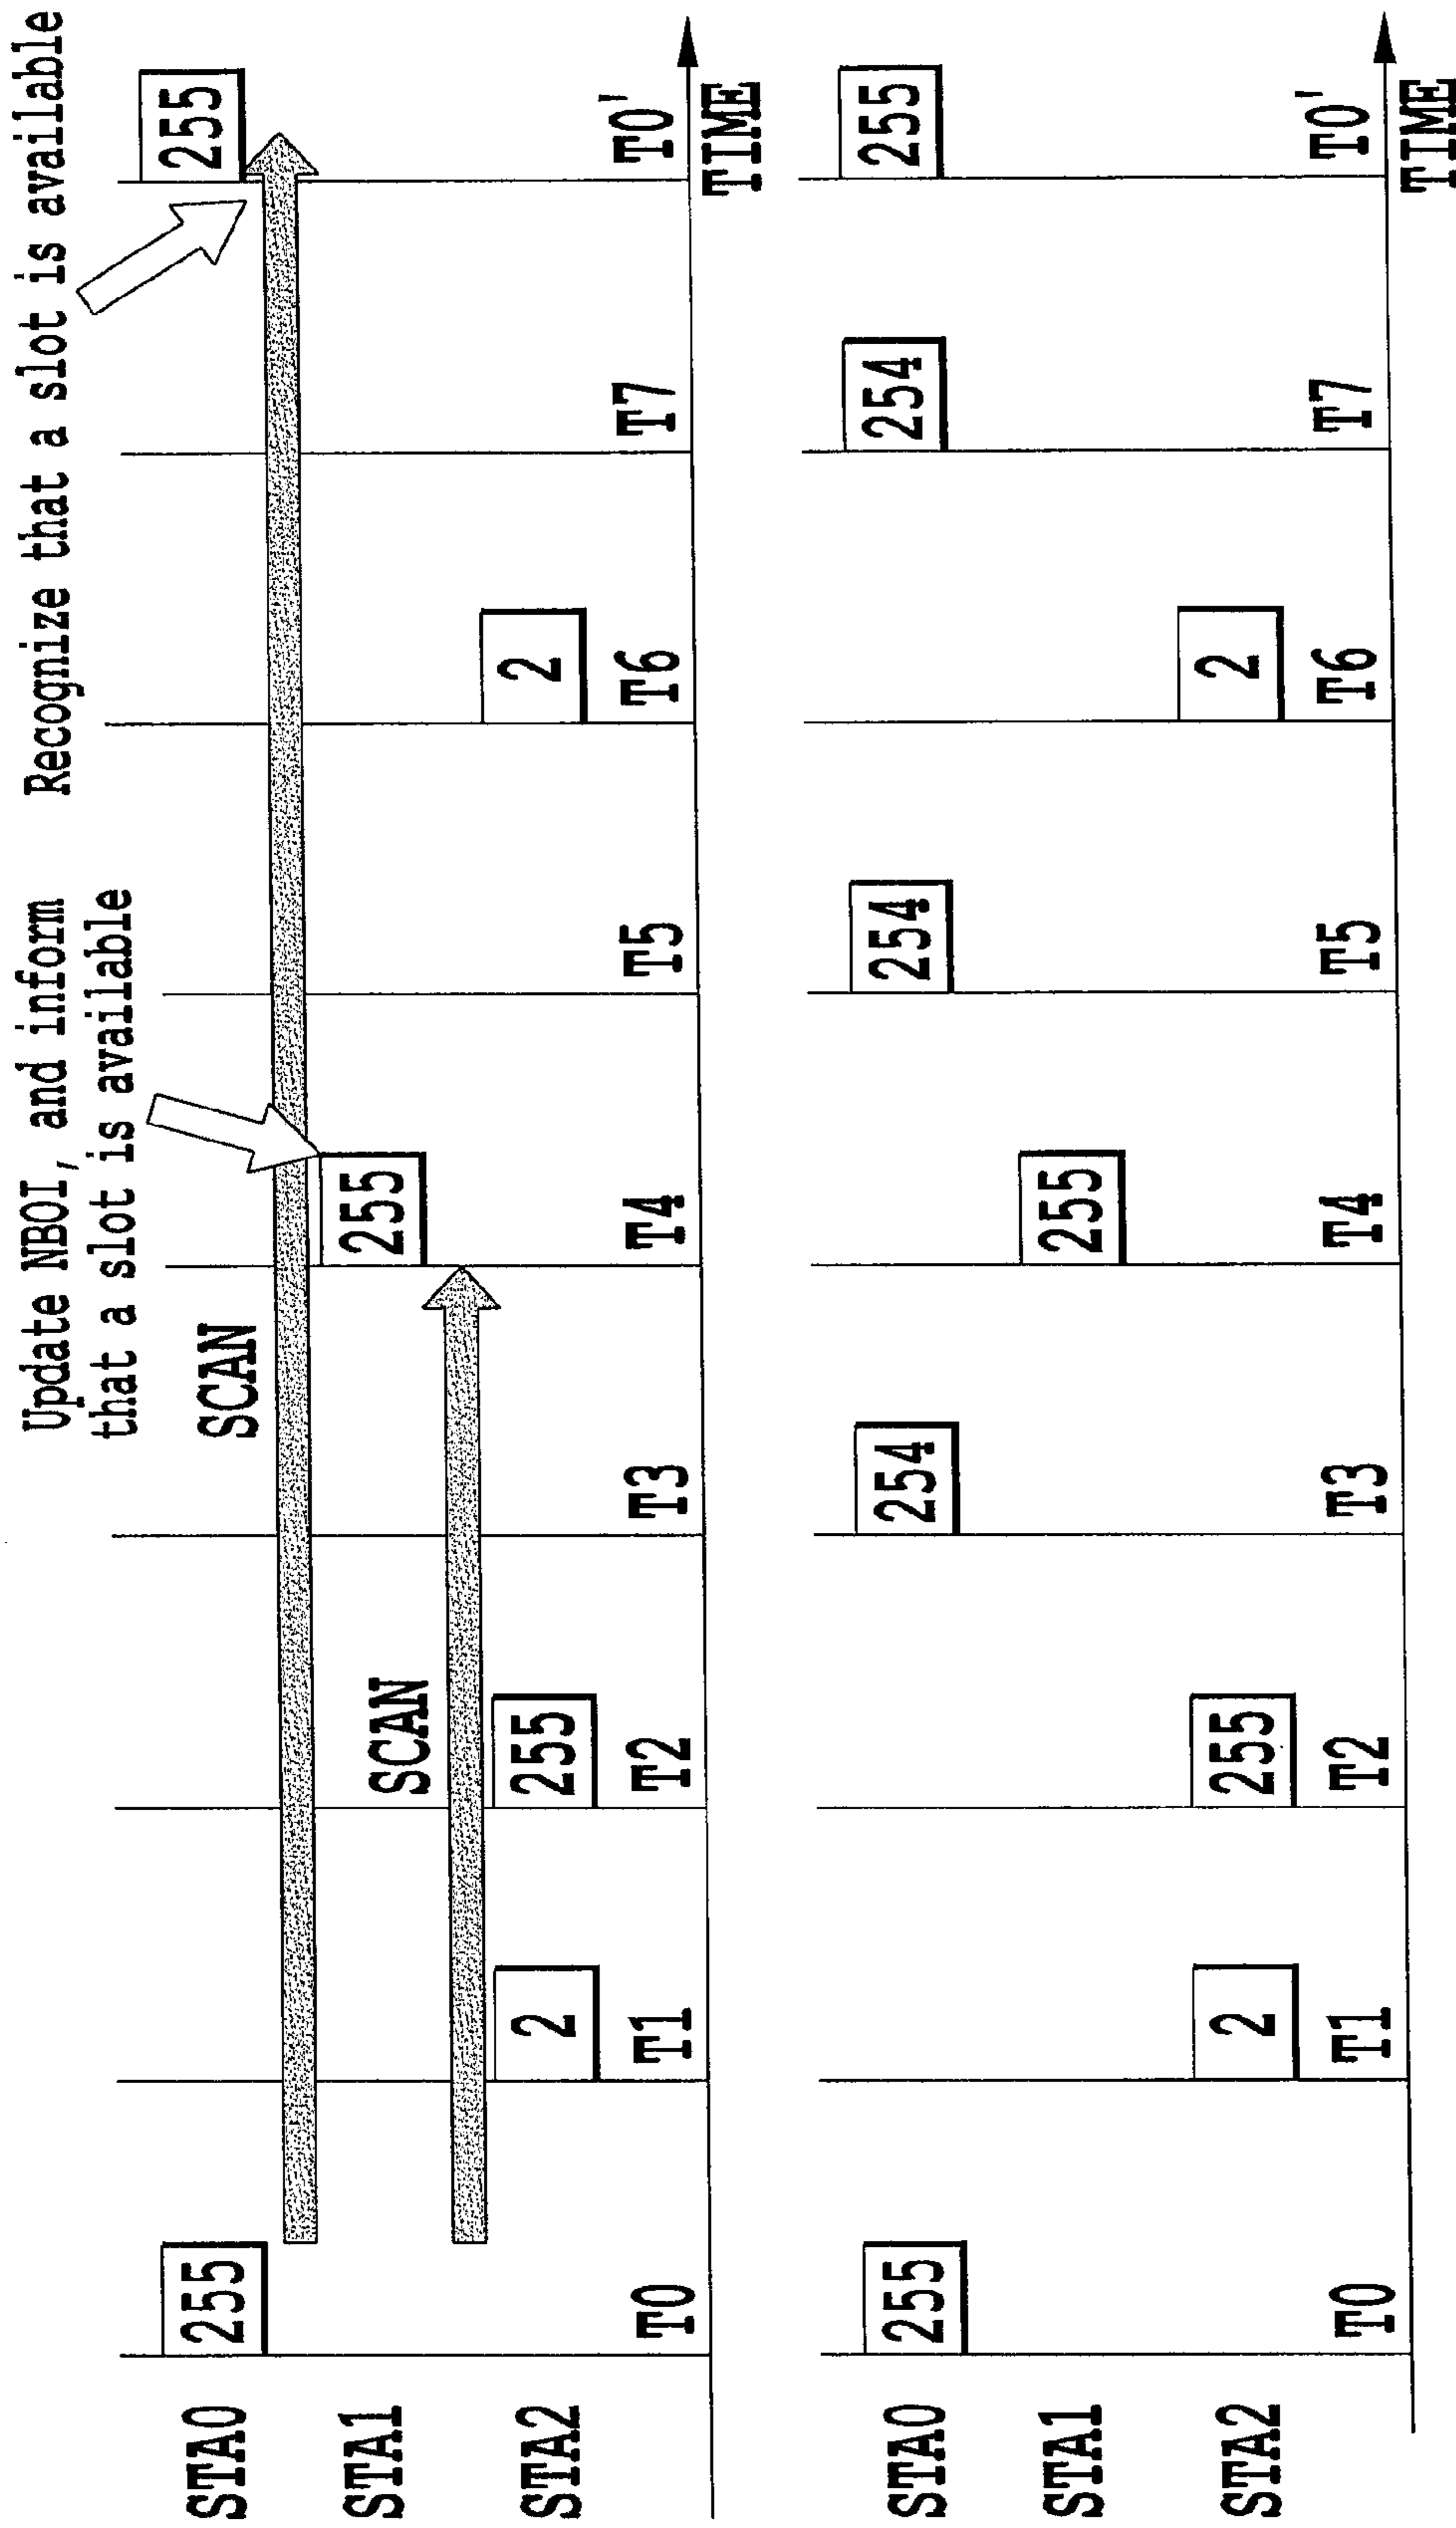 Update NBOI, and inform
that a slot is available
Recognize that a slot is available
SCAN
STA0 255 255
STA1 255
SCAN
STA2 2 255 2
T0 T1 T2 T3 T4 T5 T6 T7 T0'
TIME
STA0 255 254 254 254 255
STA1 255
STA2 2 255 2
T0 T1 T2 T3 T4 T5 T6 T7 T0'
TIME